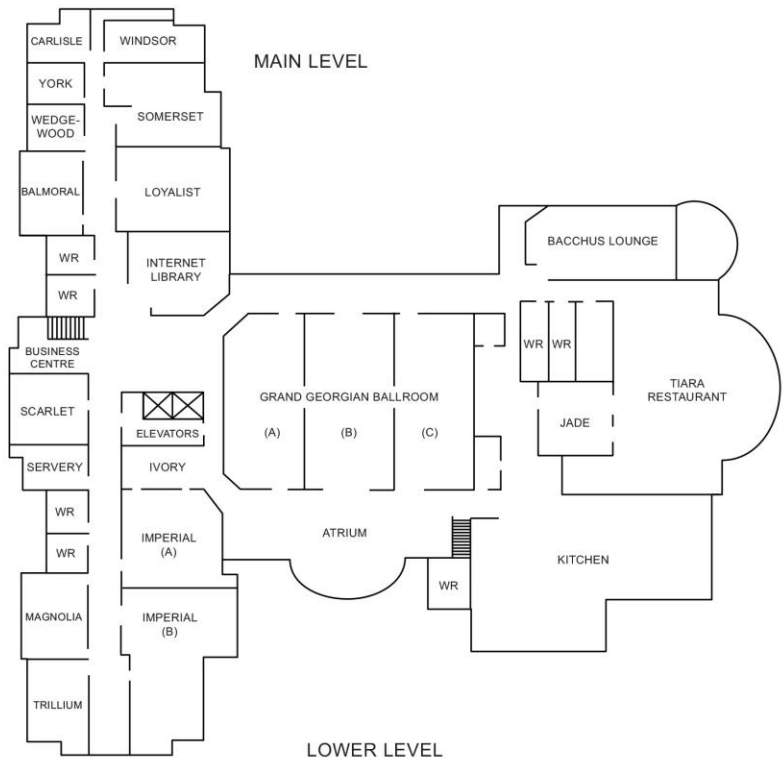 CARLISLE
WINDSOR
MAIN LEVEL
YORK
SOMERSET
WEDGE-
WOOD
BALMORAL
LOYALIST
BACCHUS LOUNGE
WR
INTERNET
LIBRARY
WR
BUSINESS
CENTRE
WR
WR
TIARA
RESTAURANT
GRAND GEORGIAN BALLROOM
SCARLET
JADE
ELEVATORS
(A)
(B)
(C)
SERVERY
IVORY
WR
IMPERIAL
(A)
ATRIUM
WR
KITCHEN
WR
MAGNOLIA
IMPERIAL
(B)
TRILLIUM
LOWER LEVEL